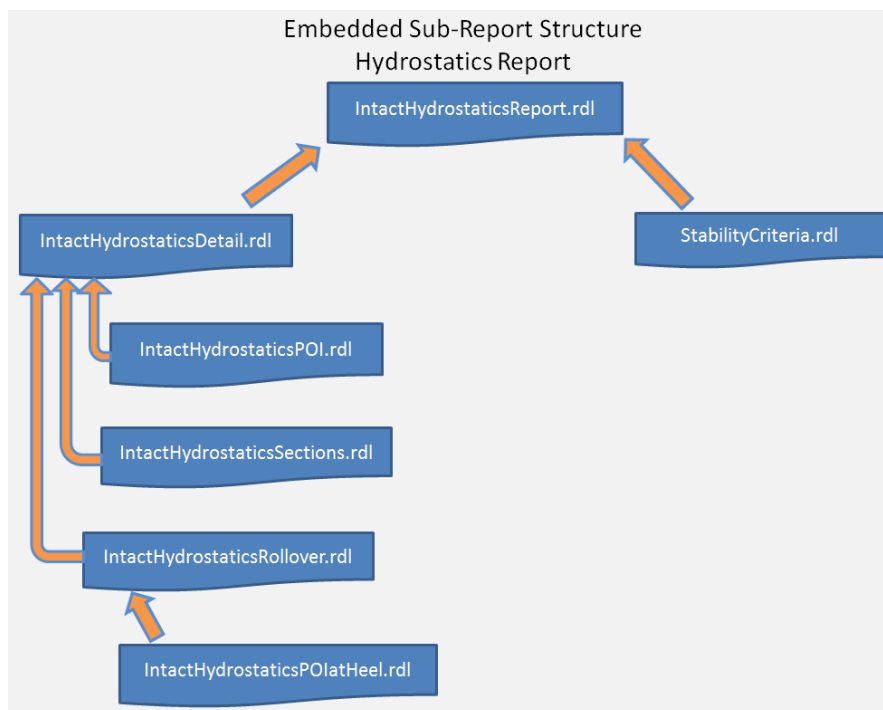 Embedded Sub-Report Structure
Hydrostatics Report
IntactHydrostaticsReport.rdl
IntactHydrostaticsDetail.rdl
StabilityCriteria.rdl
IntactHydrostaticsPOI.rdl
IntactHydrostaticsSections.rdl
IntactHydrostaticsRollover.rdl
IntactHydrostaticsPOIatHeel.rdl